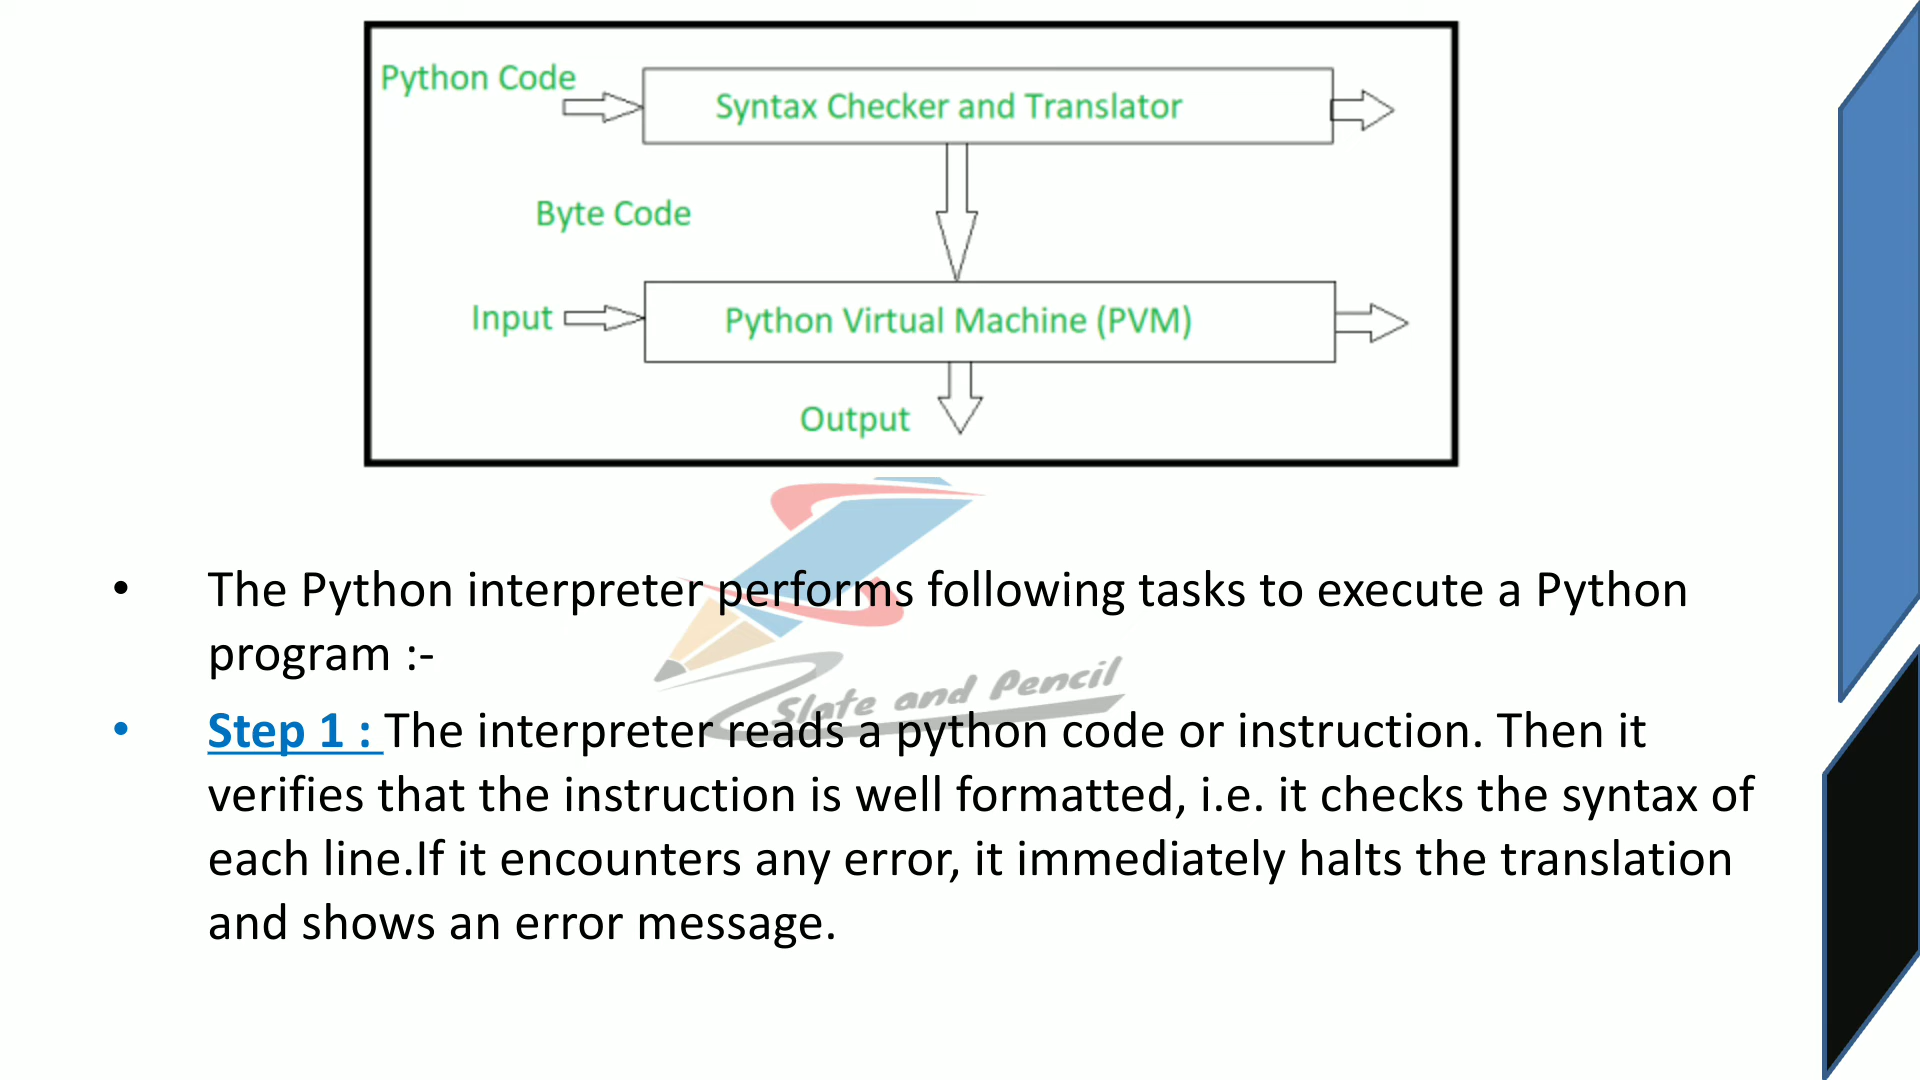 Python Code
Syntax Checker and Translator
Byte Code
Input
Python Virtual Machine (PVM)
Output
• The Python interpreter performs following tasks to execute a Python
program :-
Slate and Pencil
• Step 1 : The interpreter reads a python code or instruction. Then it
verifies that the instruction is well formatted, i.e. it checks the syntax of
each line.If it encounters any error, it immediately halts the translation
and shows an error message.